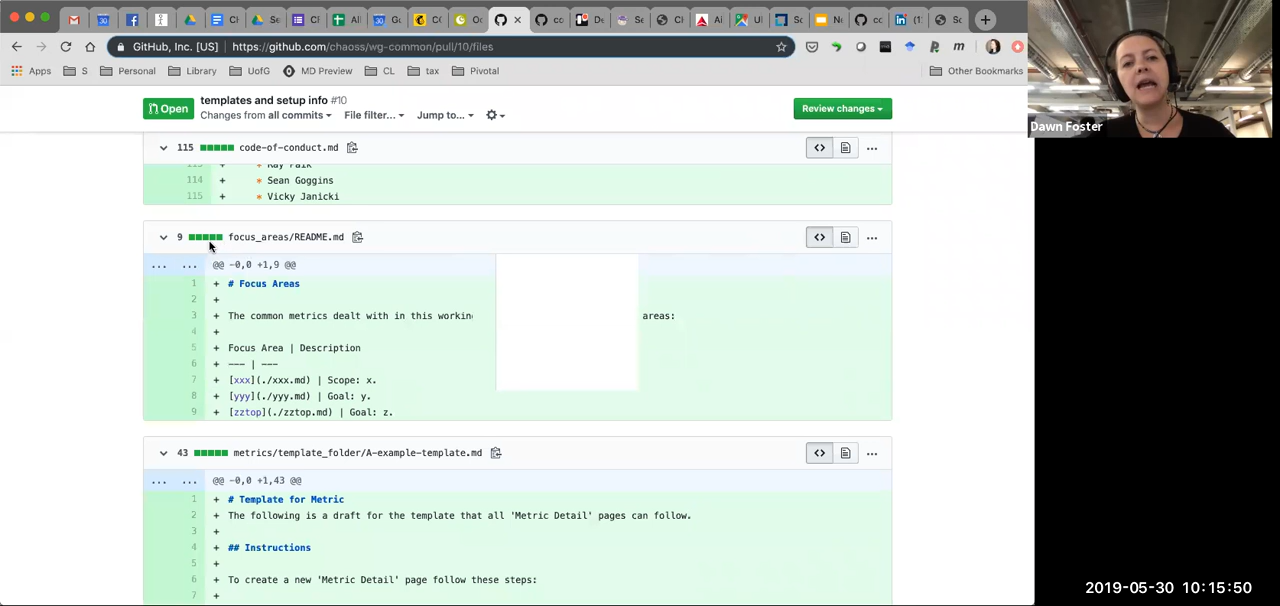 GitHub, Inc. [US] https://github.com/chaoss/wg-common/pull/10/files
Apps S Personal Library UofG MD Preview CL tax Pivotal Other Bookmarks
Dawn Foster
Open
templates and setup info #10
Changes from all commits File filter... Jump to...
Review changes
115 code-of-conduct.md
114 + * Sean Goggins
115 + * Vicky Janicki
9 focus_areas/README.md
... ... @@ -0,0 +1,9 @@
1 + # Focus Areas
2 +
3 + The common metrics dealt with in this areas:
4 +
5 + Focus Area | Description
6 + --- | ---
7 + [xxx](./xxx.md) | Scope: x.
8 + [yyy](./yyy.md) | Goal: y.
9 + [zztop](./zztop.md) | Goal: z.
43 metrics/template_folder/A-example-template.md
... ... @@ -0,0 +1,43 @@
1 + # Template for Metric
2 + The following is a draft for the template that all 'Metric Detail' pages can follow.
3 +
4 + ## Instructions
5 +
6 + To create a new 'Metric Detail' page follow these steps:
7 +
2019-05-30 10:15:50